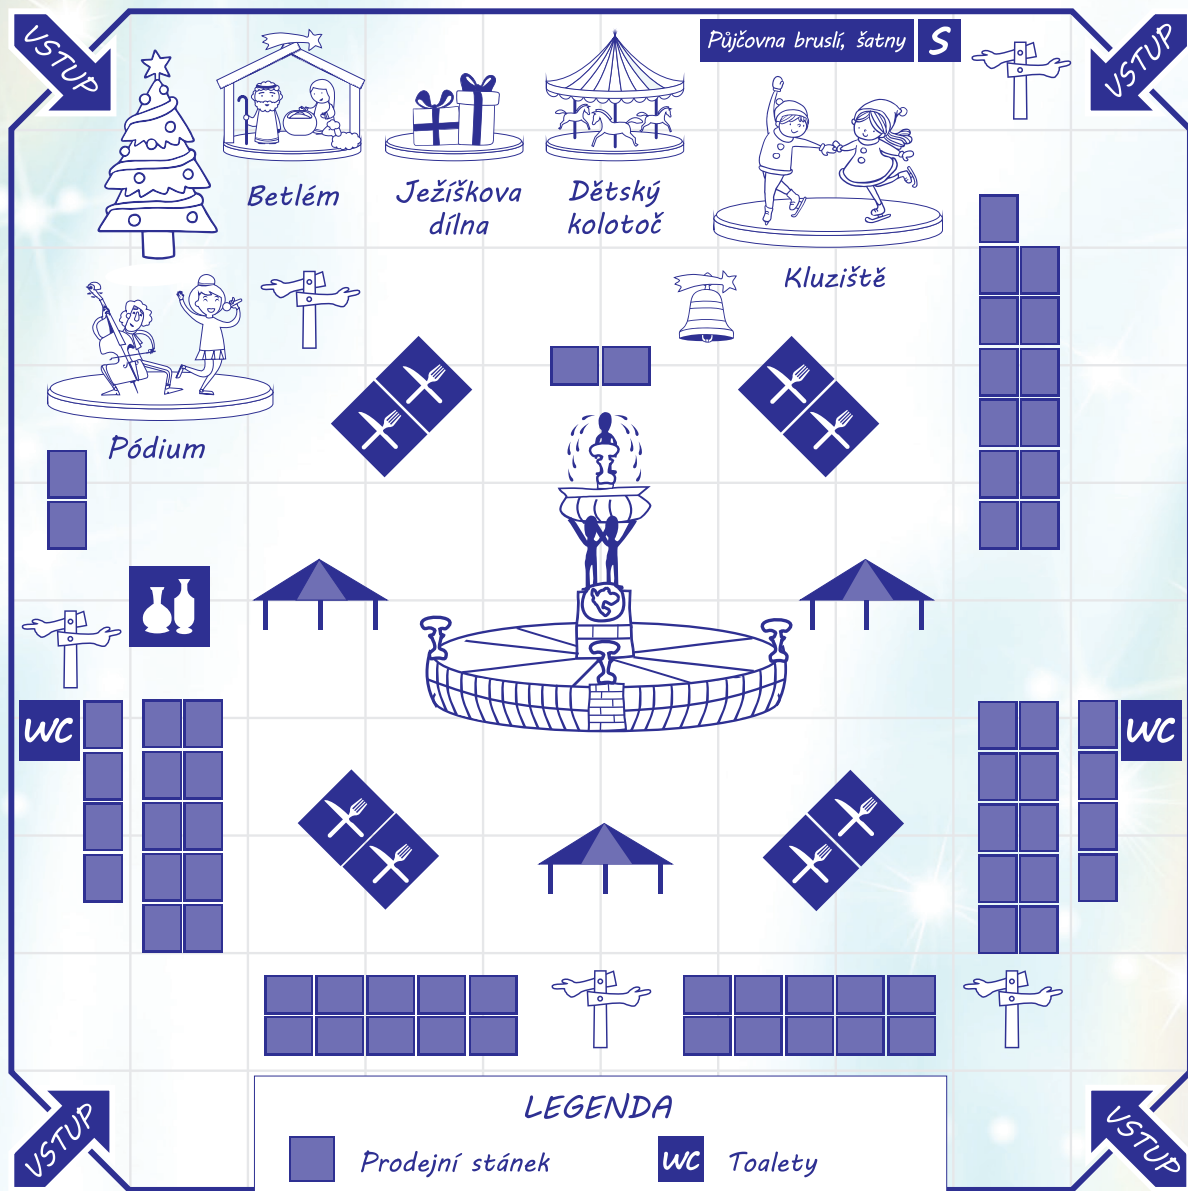 VSTUP
VSTUP
Půjčovna bruslí, šatny
S
Betlém
Ježíškova
dílna
Dětský
kolotoč
Kluziště
Pódium
WC
WC
VSTUP
VSTUP
LEGENDA
Prodejní stánek
WC
Toalety